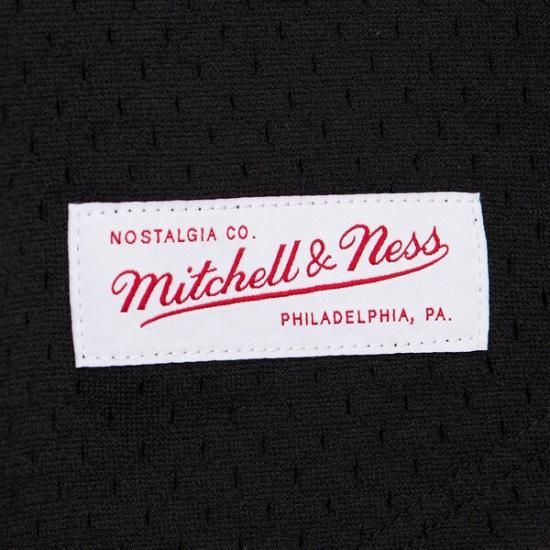 NOSTALGIA CO.
Mitchell & Ness
PHILADELPHIA, PA.